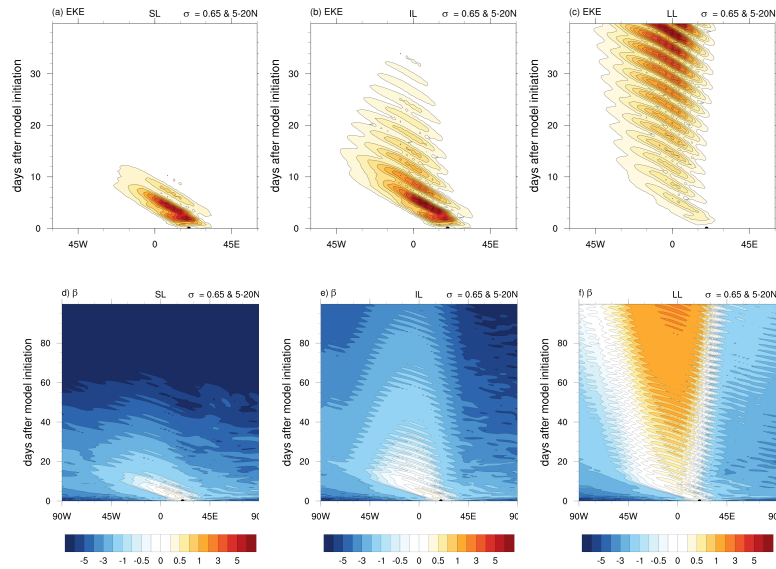 (a) EKE SL σ = 0.65 & 5-20N
(b) EKE IL σ = 0.65 & 5-20N
(c) EKE LL σ = 0.65 & 5-20N
days after model initiation
30
20
10
0
45W 0 45E
days after model initiation
30
20
10
0
45W 0 45E
days after model initiation
30
20
10
0
45W 0 45E
d) β SL σ = 0.65 & 5-20N
e) β IL σ = 0.65 & 5-20N
f) β LL σ = 0.65 & 5-20N
days after model initiation
80
60
40
20
0
90W 45W 0 45E 90
days after model initiation
80
60
40
20
0
90W 45W 0 45E 90
days after model initiation
80
60
40
20
0
90W 45W 0 45E 90
-5 -3 -1 -0.5 0 0.5 1 3 5
-5 -3 -1 -0.5 0 0.5 1 3 5
-5 -3 -1 -0.5 0 0.5 1 3 5